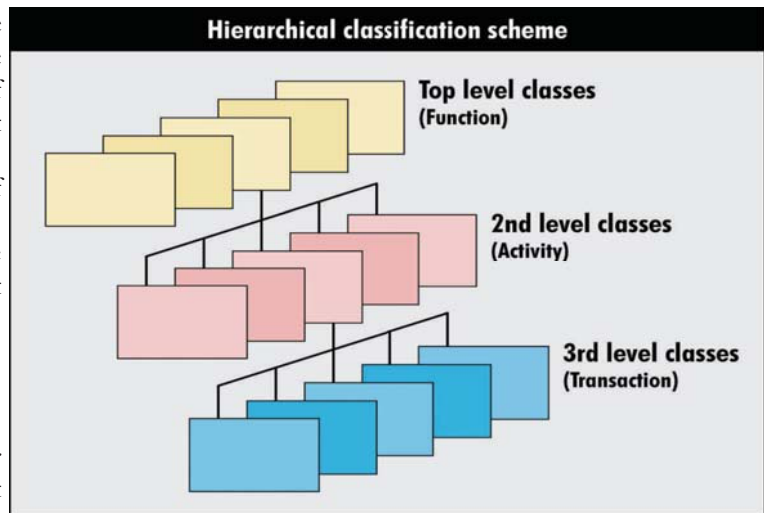 Hierarchical classification scheme
Top level classes
(Function)
2nd level classes
(Activity)
3rd level classes
(Transaction)